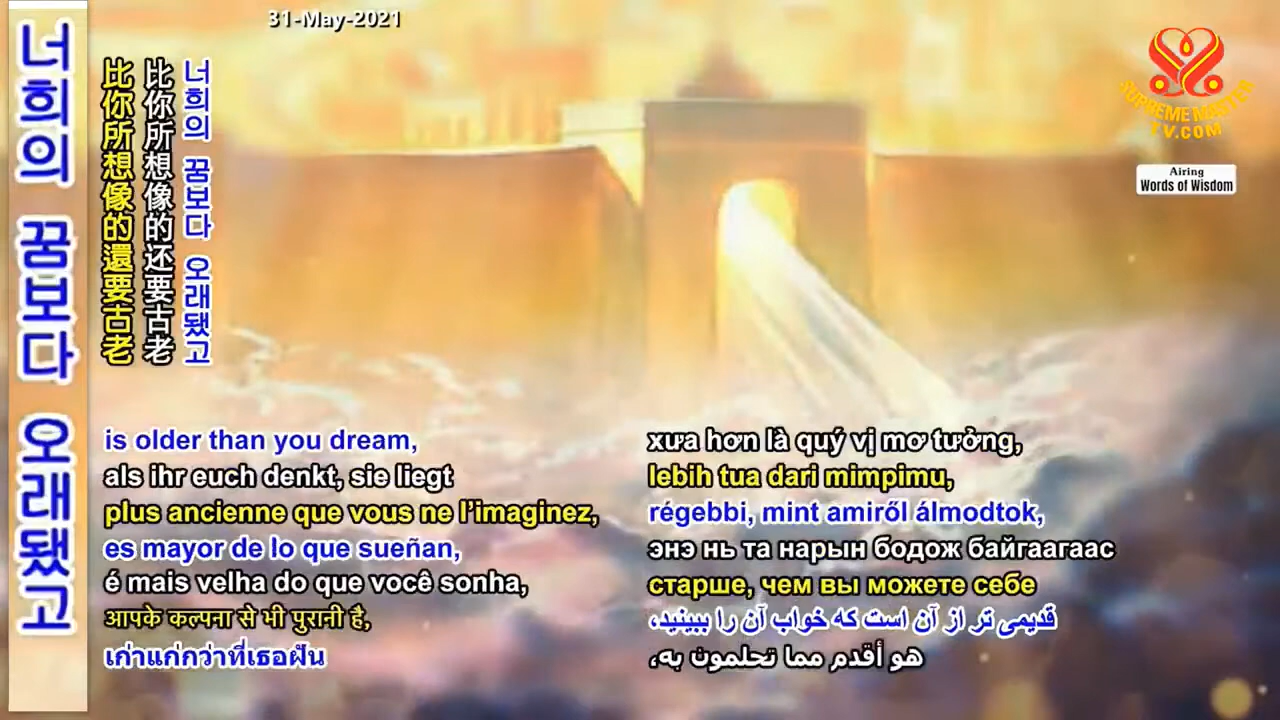 31-May-2021
너희의 꿈보다 오래됐고
比你所想像的還要古老
比你所想像的还要古老
너희의 꿈보다 오래됐고
SUPREME MASTER
TV.COM
Airing
Words of Wisdom
is older than you dream,
als ihr euch denkt, sie liegt
plus ancienne que vous ne l’imaginez,
es mayor de lo que sueñan,
é mais velha do que você sonha,
आपके कल्पना से भी पुरानी है,
เก่าแก่กว่าที่เธอฝัน
xưa hơn là quý vị mơ tưởng,
lebih tua dari mimpimu,
régebbi, mint amiről álmodtok,
энэ нь та нарын бодож байгаагаас
старше, чем вы можете себе
قدیمی تر از آن است که خواب آن را ببینید،
هو أقدم مما تحلمون به،